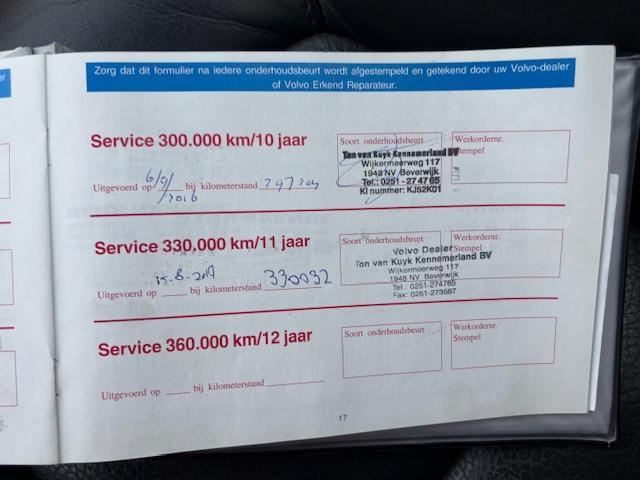 Zorg dat dit formulier na iedere onderhoudsbeurt wordt afgestempeld en getekend door uw Volvo-dealer
of Volvo Erkend Reparateur.
Service 300.000 km/10 jaar
Soort onderhoudsbeurt
Werkordernr.
Stempel
Ton van Kuyk Kennemerland BV
Wijkermeerweg 117
1948 NV Beverwijk
Tel.: 0251 - 27 47 65
KI nummer: KJ52K01
Uitgevoerd op 6/9/2016 bij kilometerstand 297204
Service 330.000 km/11 jaar
Soort onderhoudsbeurt
Werkordernr.
Stempel
Volvo Dealer
Ton van Kuyk Kennemerland BV
Wijkermeerweg 117
1948 NV Beverwijk
Tel.: 0251-274765
Fax: 0251-273587
Uitgevoerd op 15-8-2017 bij kilometerstand 330032
Service 360.000 km/12 jaar
Soort onderhoudsbeurt
Werkordernr.
Stempel
Uitgevoerd op bij kilometerstand
17